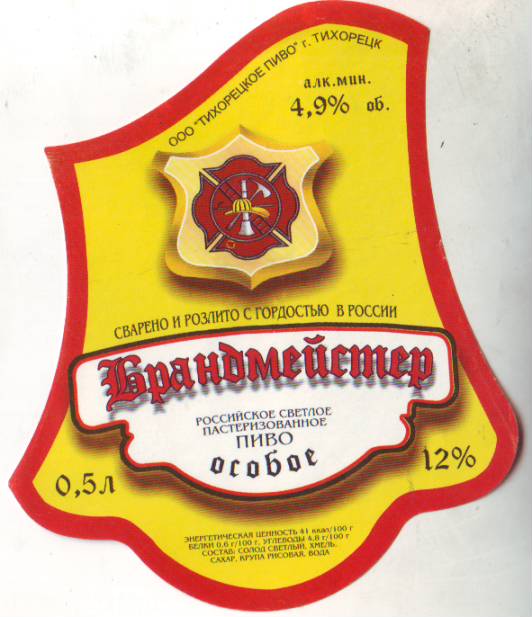 ООО "ТИХОРЕЦКОЕ ПИВО" г. ТИХОРЕЦК
алк.мин.
4,9% об.
СВАРЕНО И РОЗЛИТО С ГОРДОСТЬЮ В РОССИИ
Брандмейстер
РОССИЙСКОЕ СВЕТЛОЕ
ПАСТЕРИЗОВАННОЕ
ПИВО
особое
0,5л
12%
ЭНЕРГЕТИЧЕСКАЯ ЦЕННОСТЬ 41 ккал/100 г
БЕЛКИ 0.6 г/100 г, УГЛЕВОДЫ 4,8 г/100 г
СОСТАВ: СОЛОД СВЕТЛЫЙ, ХМЕЛЬ,
САХАР, КРУПА РИСОВАЯ, ВОДА